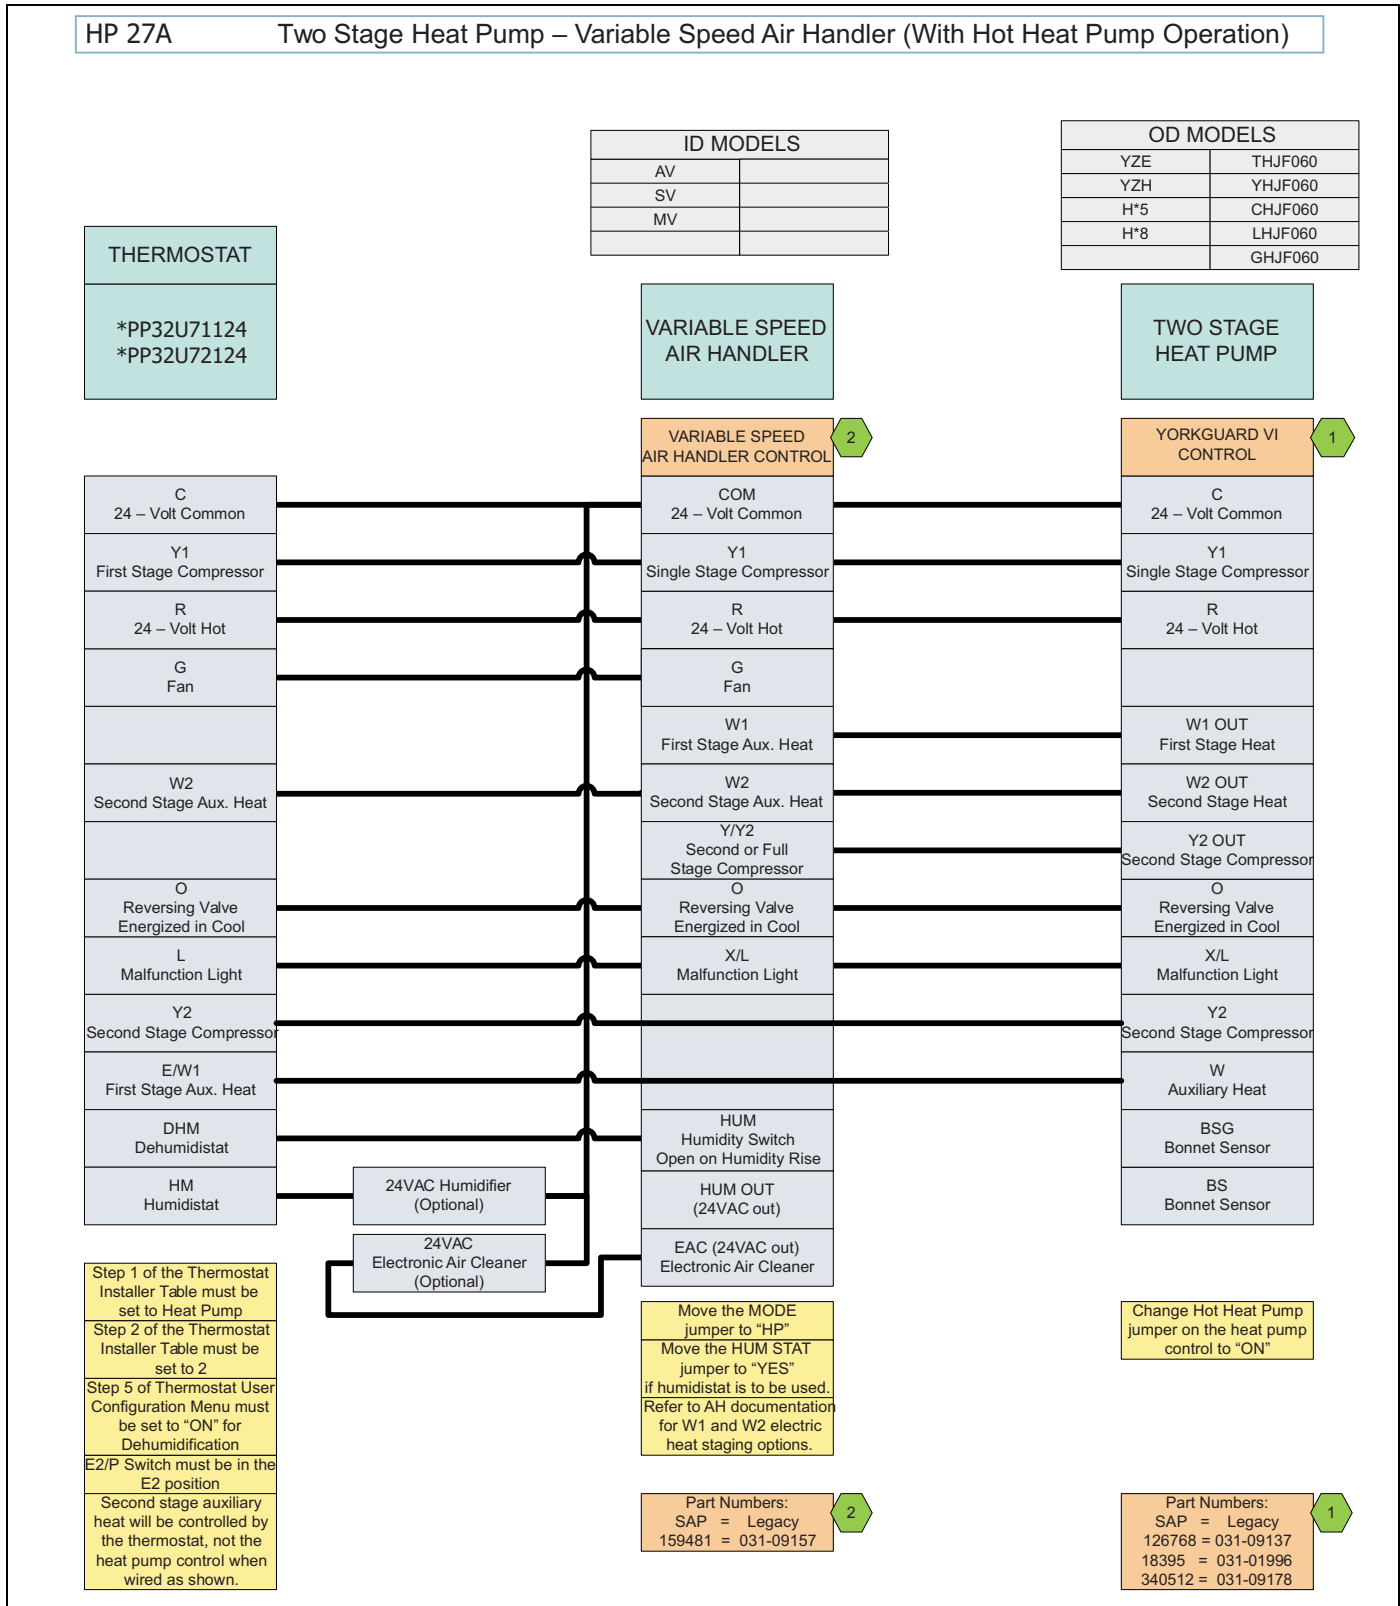 HP 27A
Two Stage Heat Pump – Variable Speed Air Handler (With Hot Heat Pump Operation)
ID MODELS
AV
SV
MV
OD MODELS
YZE THJF060
YZH YHJF060
H*5 CHJF060
H*8 LHJF060
GHJF060
THERMOSTAT
*PP32U71124
*PP32U72124
VARIABLE SPEED
AIR HANDLER
TWO STAGE
HEAT PUMP
VARIABLE SPEED
AIR HANDLER CONTROL
2
YORKGUARD VI
CONTROL
1
C
24 – Volt Common
COM
24 – Volt Common
C
24 – Volt Common
Y1
First Stage Compressor
Y1
Single Stage Compressor
Y1
Single Stage Compressor
R
24 – Volt Hot
R
24 – Volt Hot
R
24 – Volt Hot
G
Fan
G
Fan
W1
First Stage Aux. Heat
W1 OUT
First Stage Heat
W2
Second Stage Aux. Heat
W2
Second Stage Aux. Heat
W2 OUT
Second Stage Heat
Y/Y2
Second or Full
Stage Compressor
Y2 OUT
Second Stage Compressor
O
Reversing Valve
Energized in Cool
O
Reversing Valve
Energized in Cool
O
Reversing Valve
Energized in Cool
L
Malfunction Light
X/L
Malfunction Light
X/L
Malfunction Light
Y2
Second Stage Compressor
Y2
Second Stage Compressor
E/W1
First Stage Aux. Heat
W
Auxiliary Heat
DHM
Dehumidistat
HUM
Humidity Switch
Open on Humidity Rise
BSG
Bonnet Sensor
HM
Humidistat
24VAC Humidifier
(Optional)
HUM OUT
(24VAC out)
BS
Bonnet Sensor
24VAC
Electronic Air Cleaner
(Optional)
EAC (24VAC out)
Electronic Air Cleaner
Step 1 of the Thermostat
Installer Table must be
set to Heat Pump
Step 2 of the Thermostat
Installer Table must be
set to 2
Step 5 of Thermostat User
Configuration Menu must
be set to “ON” for
Dehumidification
E2/P Switch must be in the
E2 position
Second stage auxiliary
heat will be controlled by
the thermostat, not the
heat pump control when
wired as shown.
Move the MODE
jumper to “HP”
Move the HUM STAT
jumper to “YES”
if humidistat is to be used.
Refer to AH documentation
for W1 and W2 electric
heat staging options.
Change Hot Heat Pump
jumper on the heat pump
control to “ON”
Part Numbers:
SAP = Legacy
159481 = 031-09157
2
Part Numbers:
SAP = Legacy
126768 = 031-09137
18395 = 031-01996
340512 = 031-09178
1